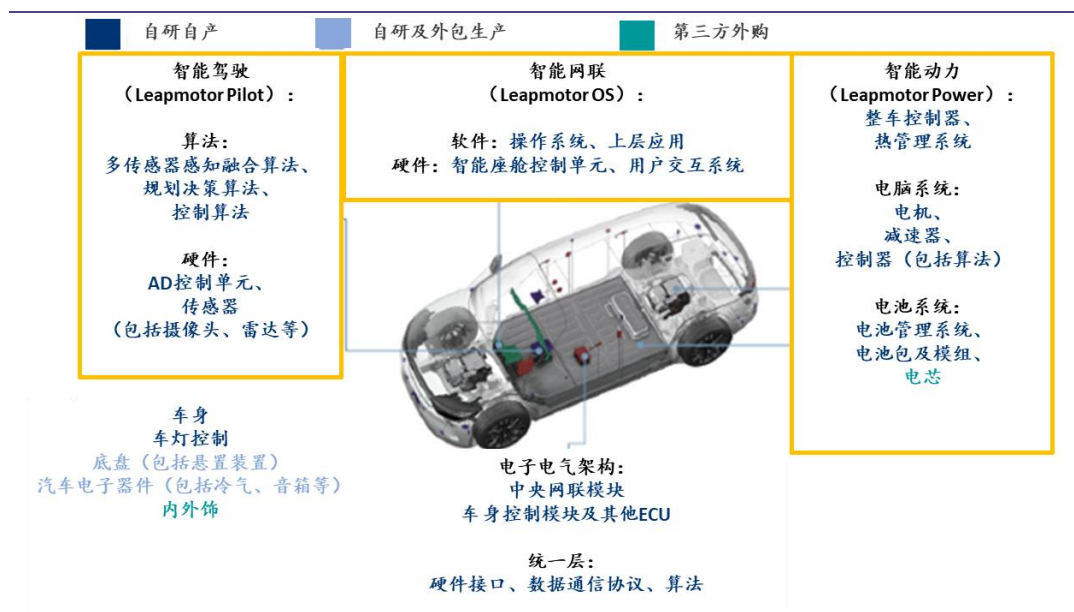 自研自产
自研及外包生产
第三方外购
智能驾驶
（Leapmotor Pilot）：
算法：
多传感器感知融合算法、
规划决策算法、
控制算法
硬件：
AD控制单元、
传感器
（包括摄像头、雷达等）
智能网联
（Leapmotor OS）：
软件：操作系统、上层应用
硬件：智能座舱控制单元、用户交互系统
智能动力
（Leapmotor Power）：
整车控制器、
热管理系统
电脑系统：
电机、
减速器、
控制器（包括算法）
电池系统：
电池管理系统、
电池包及模组、
电芯
车身
车灯控制
底盘（包括悬置装置）
汽车电子器件（包括冷气、音箱等）
内外饰
电子电气架构：
中央网联模块
车身控制模块及其他ECU
统一层：
硬件接口、数据通信协议、算法